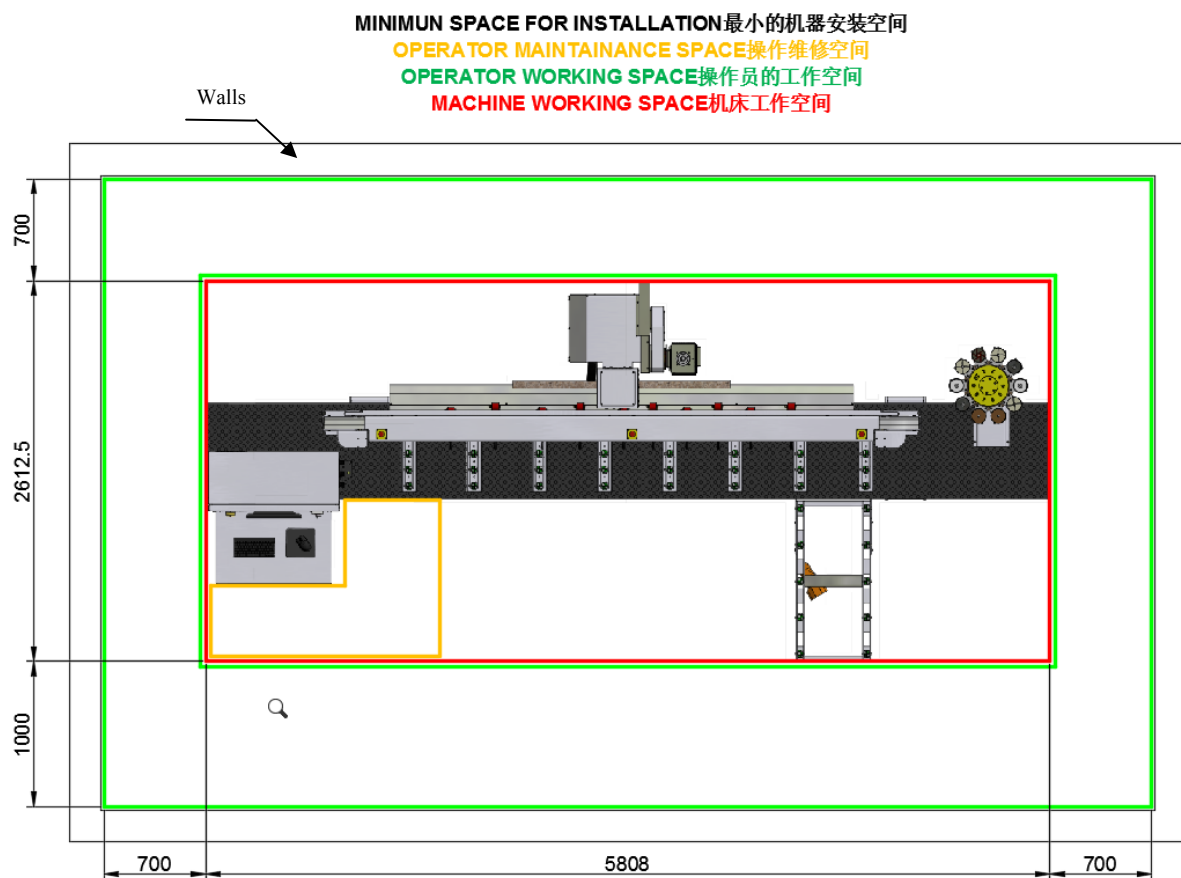 MINIMUN SPACE FOR INSTALLATION最小的机器安装空间
OPERATOR MAINTAINANCE SPACE操作维修空间
OPERATOR WORKING SPACE操作员的工作空间
MACHINE WORKING SPACE机床工作空间
Walls
700
2612.5
1000
700
5808
700